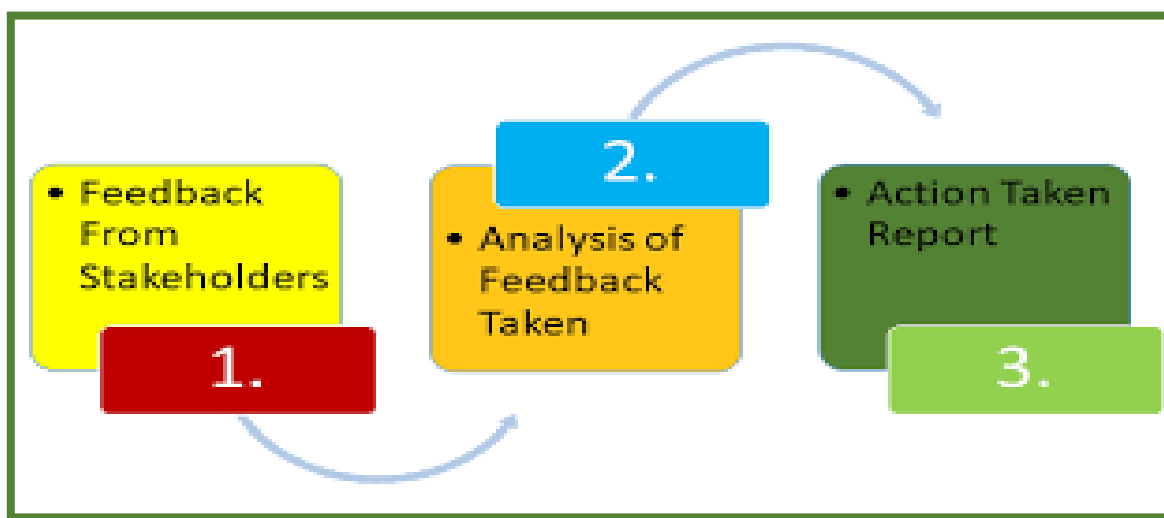 • Feedback
From
Stakeholders
1.
2.
• Analysis of
Feedback
Taken
• Action Taken
Report
3.